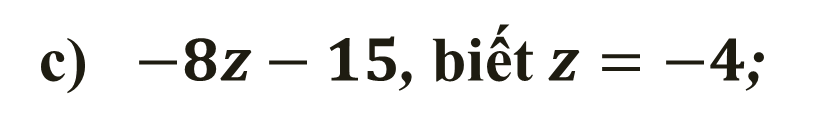 c) −8z − 15, biết z = −4;